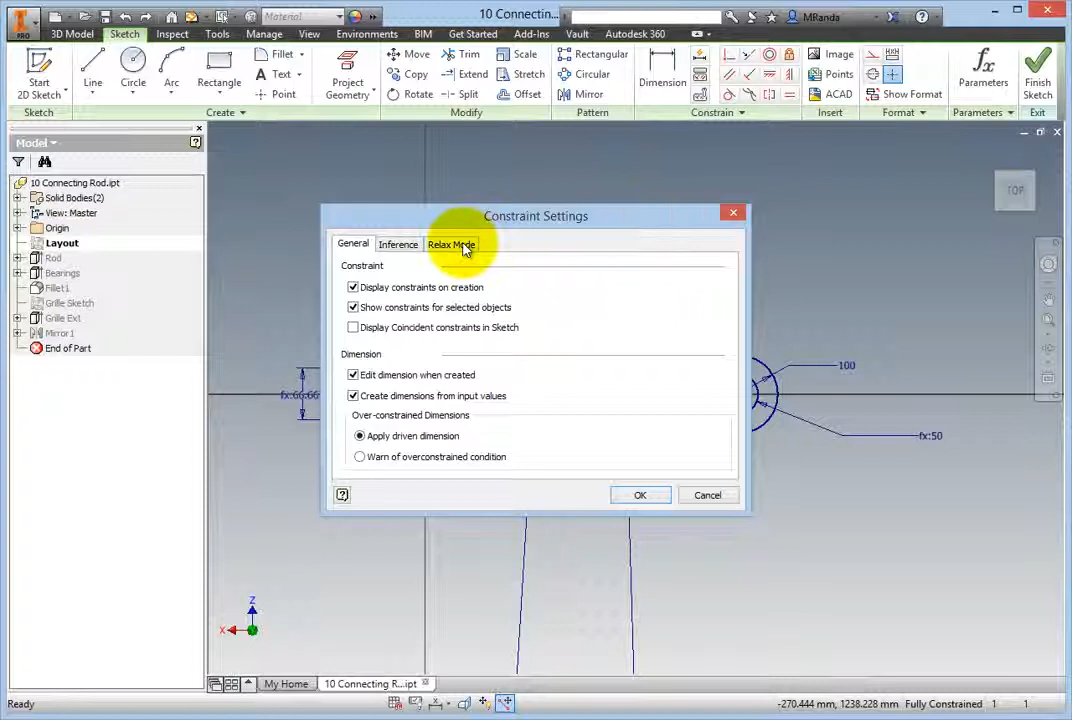 Material
10 Connectin...
MRanda
PRO
3D Model
Sketch
Inspect
Tools
Manage
View
Environments
BIM
Get Started
Add-Ins
Vault
Autodesk 360
Start
2D Sketch
Line
Circle
Arc
Rectangle
Fillet
Text
Point
Project
Geometry
Move
Copy
Rotate
Trim
Extend
Split
Scale
Stretch
Offset
Rectangular
Circular
Mirror
Dimension
Image
Points
ACAD
Show Format
fx
Parameters
Finish
Sketch
Sketch
Create
Modify
Pattern
Constrain
Insert
Format
Parameters
Exit
Model
10 Connecting Rod.ipt
Solid Bodies(2)
View: Master
Origin
Layout
Rod
Bearings
Fillet1
Grille Sketch
Grille Ext
Mirror1
End of Part
TOP
Constraint Settings
General
Inference
Relax Mode
Constraint
Display constraints on creation
Show constraints for selected objects
Display Coincident constraints in Sketch
Dimension
Edit dimension when created
Create dimensions from input values
Over-constrained Dimensions
Apply driven dimension
Warn of overconstrained condition
OK
Cancel
fx:66.66
100
fx:50
Z
X
My Home
10 Connecting R...ipt
Ready
-270.444 mm, 1238.228 mm
Fully Constrained
1
1